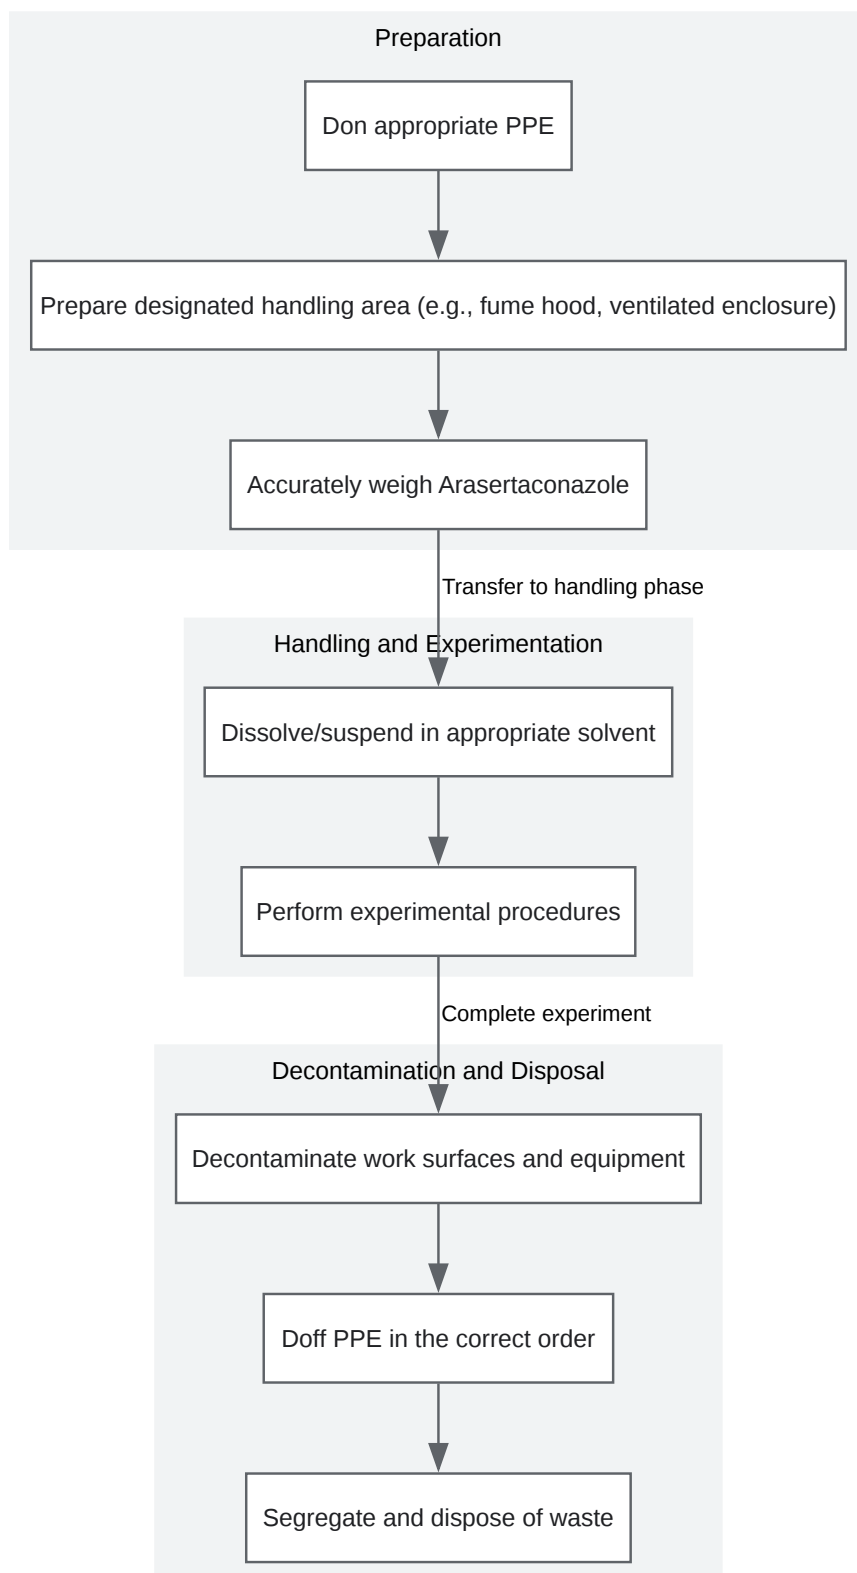 Preparation
Don appropriate PPE
Prepare designated handling area (e.g., fume hood, ventilated enclosure)
Accurately weigh Arasertaconazole
Transfer to handling phase
Handling and Experimentation
Dissolve/suspend in appropriate solvent
Perform experimental procedures
Complete experiment
Decontamination and Disposal
Decontaminate work surfaces and equipment
Doff PPE in the correct order
Segregate and dispose of waste